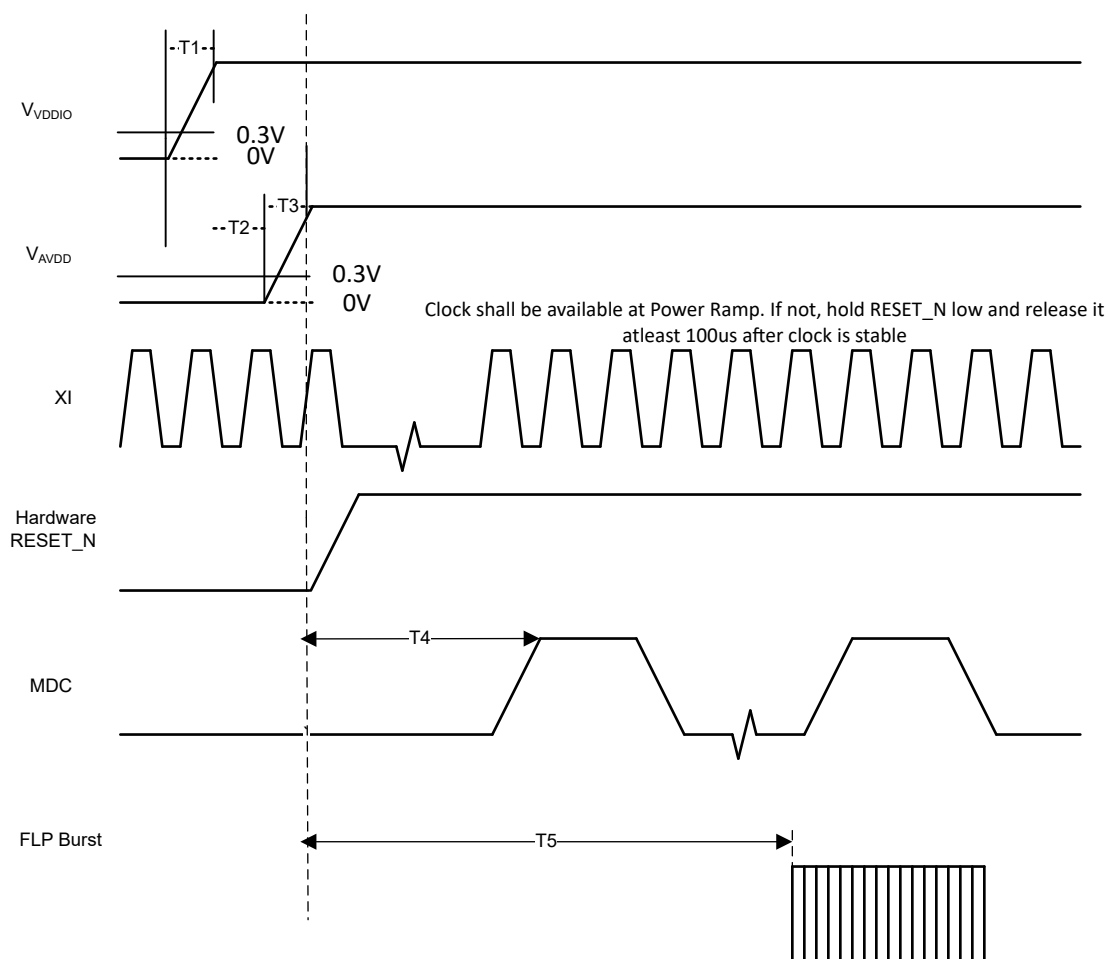 T1
VVDDIO
0.3V
0V
T3
T2
VAVDD
0.3V
0V
Clock shall be available at Power Ramp. If not, hold RESET_N low and release it
atleast 100us after clock is stable
XI
Hardware
RESET_N
T4
MDC
FLP Burst
T5